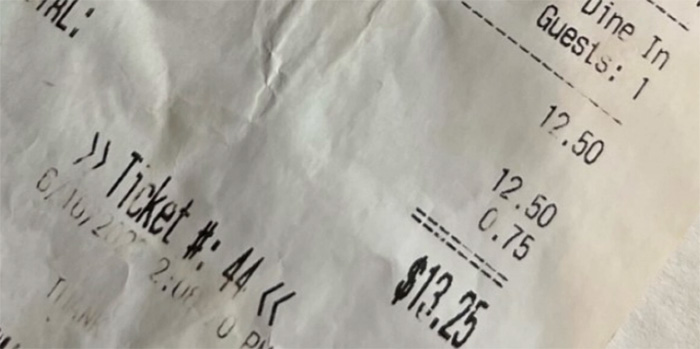 Dine In
Guests: 1
12.50
12.50
0.75
TAL:
$13.25
>> Ticket #: 44 <<